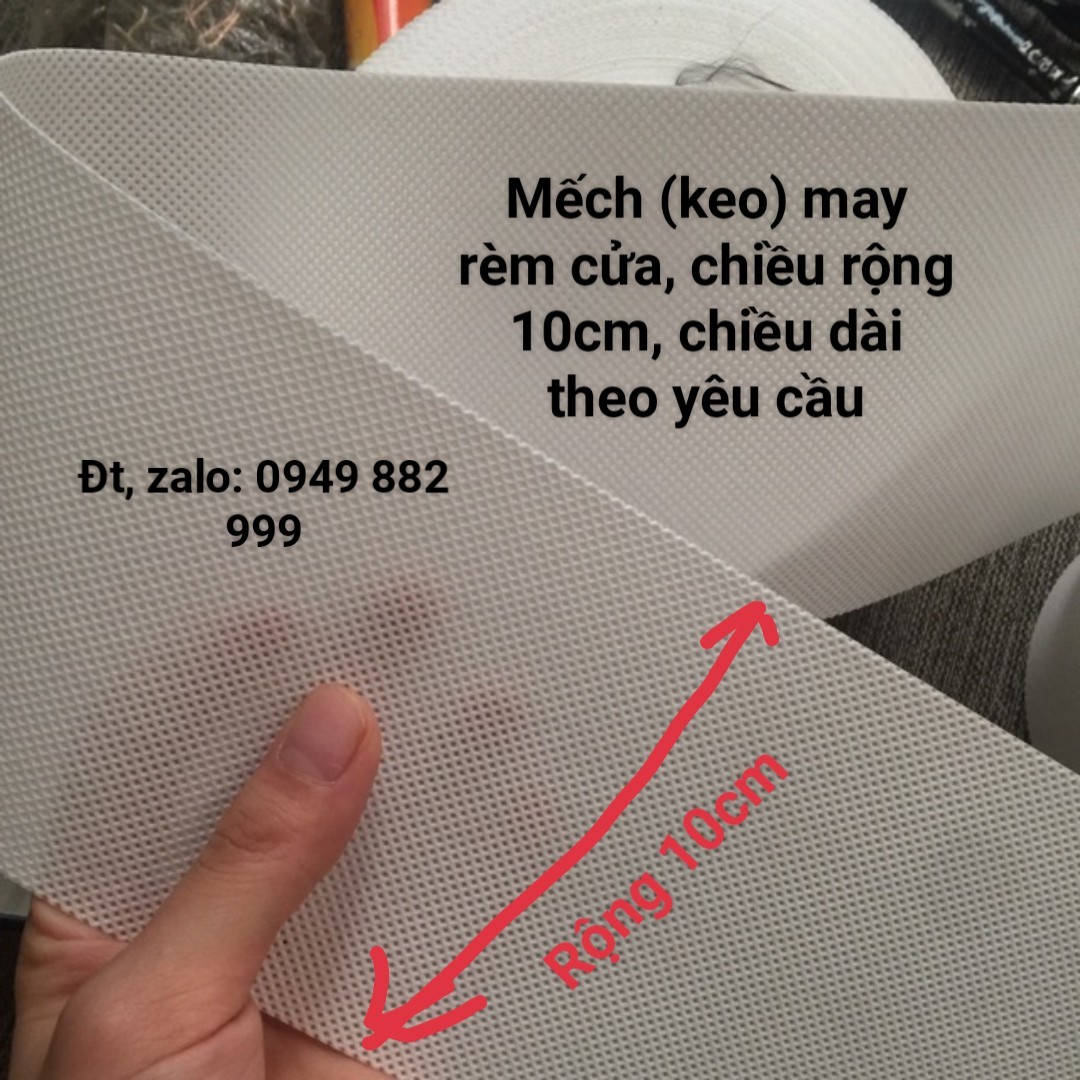 Mếch (keo) may
rèm cửa, chiều rộng
10cm, chiều dài
theo yêu cầu
Đt, zalo: 0949 882
999
Rộng 10cm